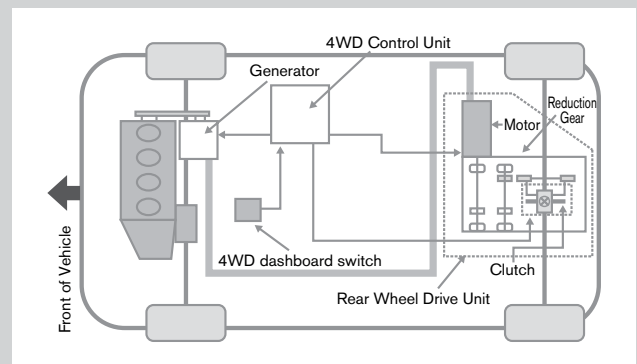 4WD Control Unit
Generator
Reduction
Gear
Motor
4WD dashboard switch
Clutch
Rear Wheel Drive Unit
Front of Vehicle